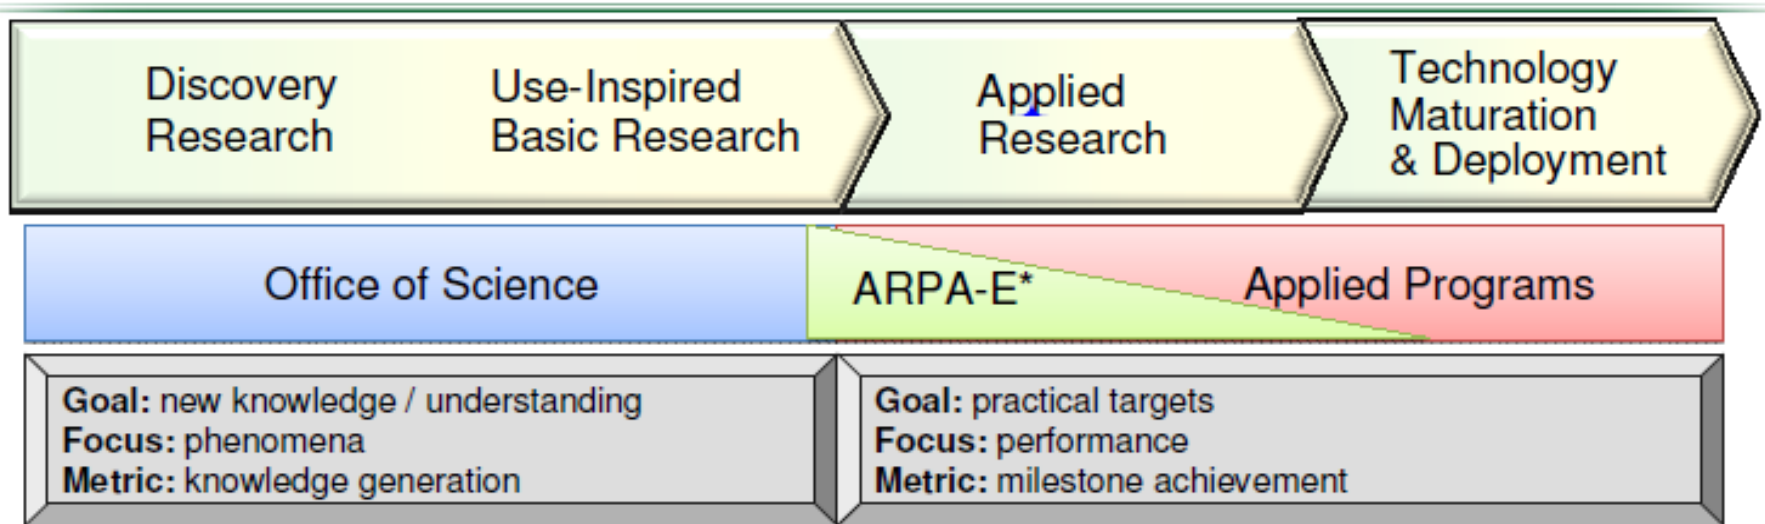 Discovery
Research
Use-Inspired
Basic Research
Applied
Research
Technology
Maturation
& Deployment
Office of Science
ARPA-E*
Applied Programs
Goal: new knowledge / understanding
Focus: phenomena
Metric: knowledge generation
Goal: practical targets
Focus: performance
Metric: milestone achievement